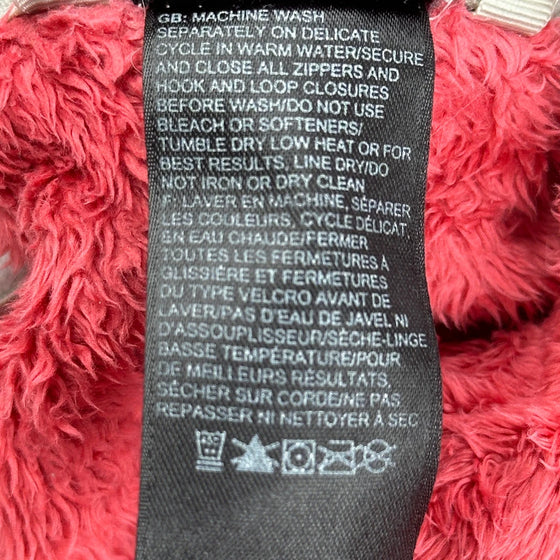 GB: MACHINE WASH
SEPARATELY ON DELICATE
CYCLE IN WARM WATER/SECURE
AND CLOSE ALL ZIPPERS AND
HOOK AND LOOP CLOSURES
BEFORE WASH/DO NOT USE
BLEACH OR SOFTENERS/
TUMBLE DRY LOW HEAT OR FOR
BEST RESULTS, LINE DRY/DO
NOT IRON OR DRY CLEAN
F: LAVER EN MACHINE, SÉPARER
LES COULEURS, CYCLE DÉLICAT,
EN EAU CHAUDE/FERMER
TOUTES LES FERMETURES À
GLISSIÈRE ET FERMETURES
DU TYPE VELCRO AVANT DE
LAVER/PAS D'EAU DE JAVEL NI
D'ASSOUPLISSEUR/SÈCHE-LINGE
BASSE TEMPÉRATURE/POUR
DE MEILLEURS RÉSULTATS,
SÉCHER SUR CORDE/NE PAS
REPASSER NI NETTOYER À SEC